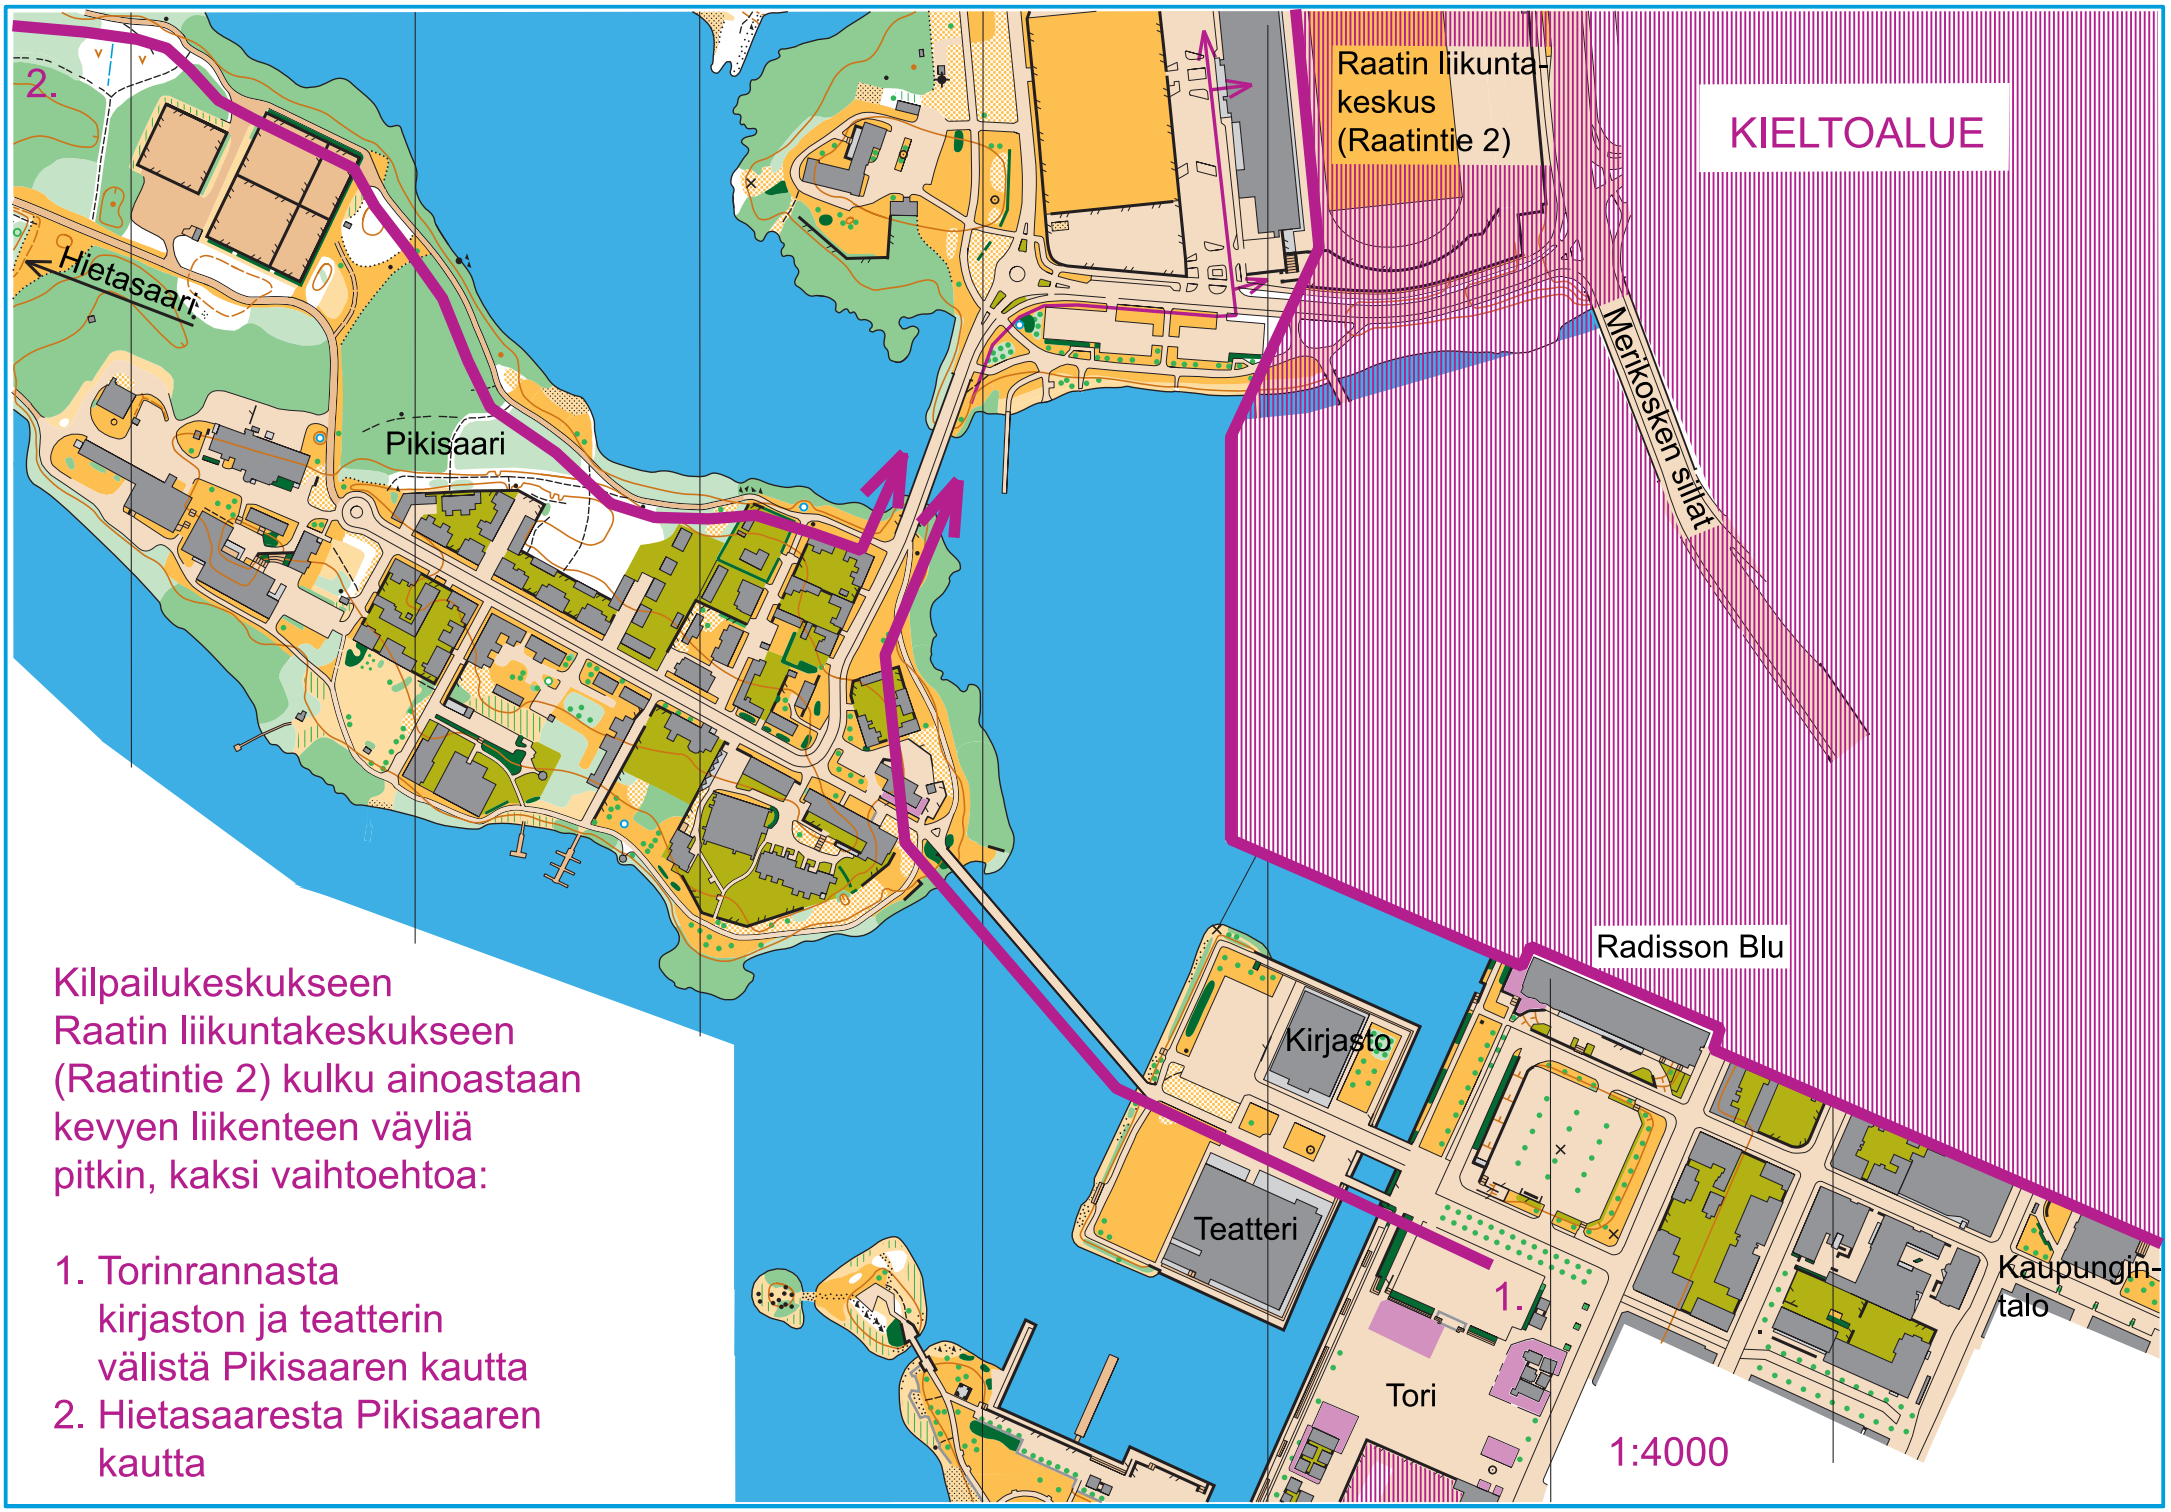 2.
Raatin liikunta-
keskus
(Raatintie 2)
KIELTOALUE
Hietasaari
Merikosken sillat
Pikisaari
Radisson Blu
Kilpailukeskukseen
Raatin liikuntakeskukseen
(Raatintie 2) kulku ainoastaan
kevyen liikenteen väyliä
pitkin, kaksi vaihtoehtoa:
1. Torinrannasta
kirjaston ja teatterin
välistä Pikisaaren kautta
2. Hietasaaresta Pikisaaren
kautta
Kirjasto
Teatteri
1.
Kaupungin-
talo
Tori
1:4000